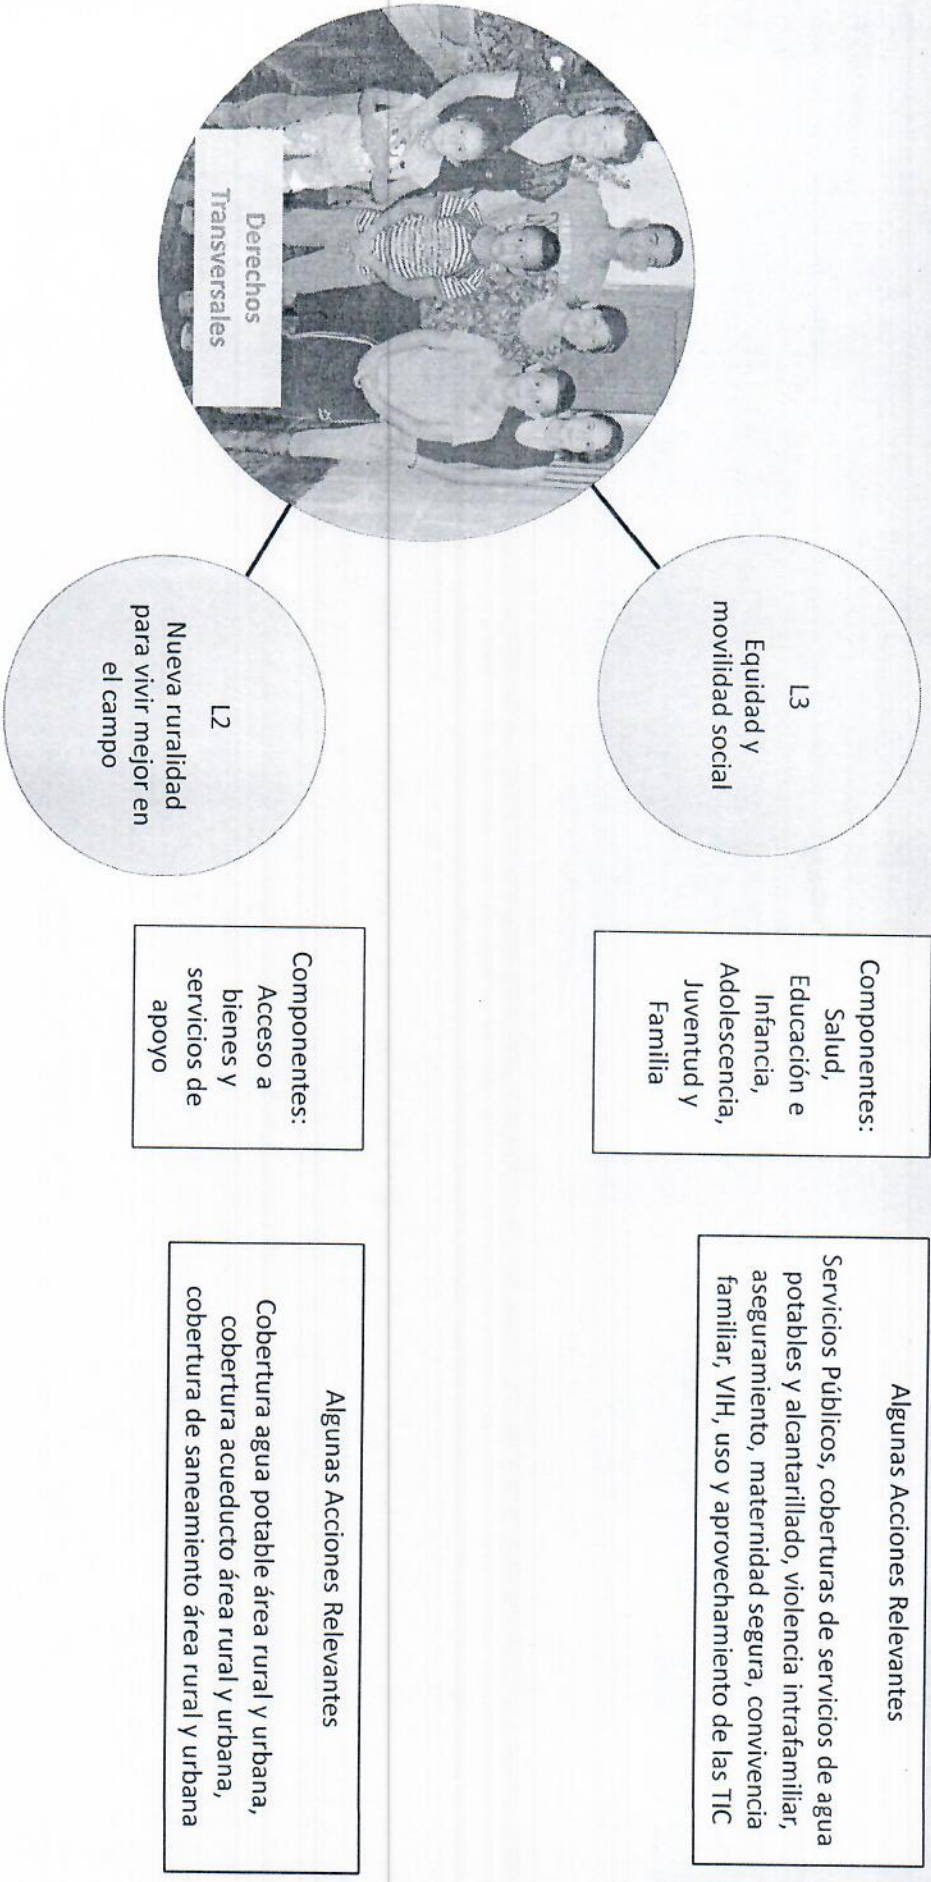 Derechos
Transversales
L3
Equidad y
movilidad social
Componentes:
Salud,
Educación e
Infancia,
Adolescencia,
Juventud y
Familia
Algunas Acciones Relevantes
Servicios Públicos, coberturas de servicios de agua
potables y alcantarillado, violencia intrafamiliar,
aseguramiento, maternidad segura, convivencia
familiar, VIH, uso y aprovechamiento de las TIC
L2
Nueva ruralidad
para vivir mejor en
el campo
Componentes:
Acceso a
bienes y
servicios de
apoyo
Algunas Acciones Relevantes
Cobertura agua potable área rural y urbana,
cobertura acueducto área rural y urbana,
cobertura de saneamiento área rural y urbana